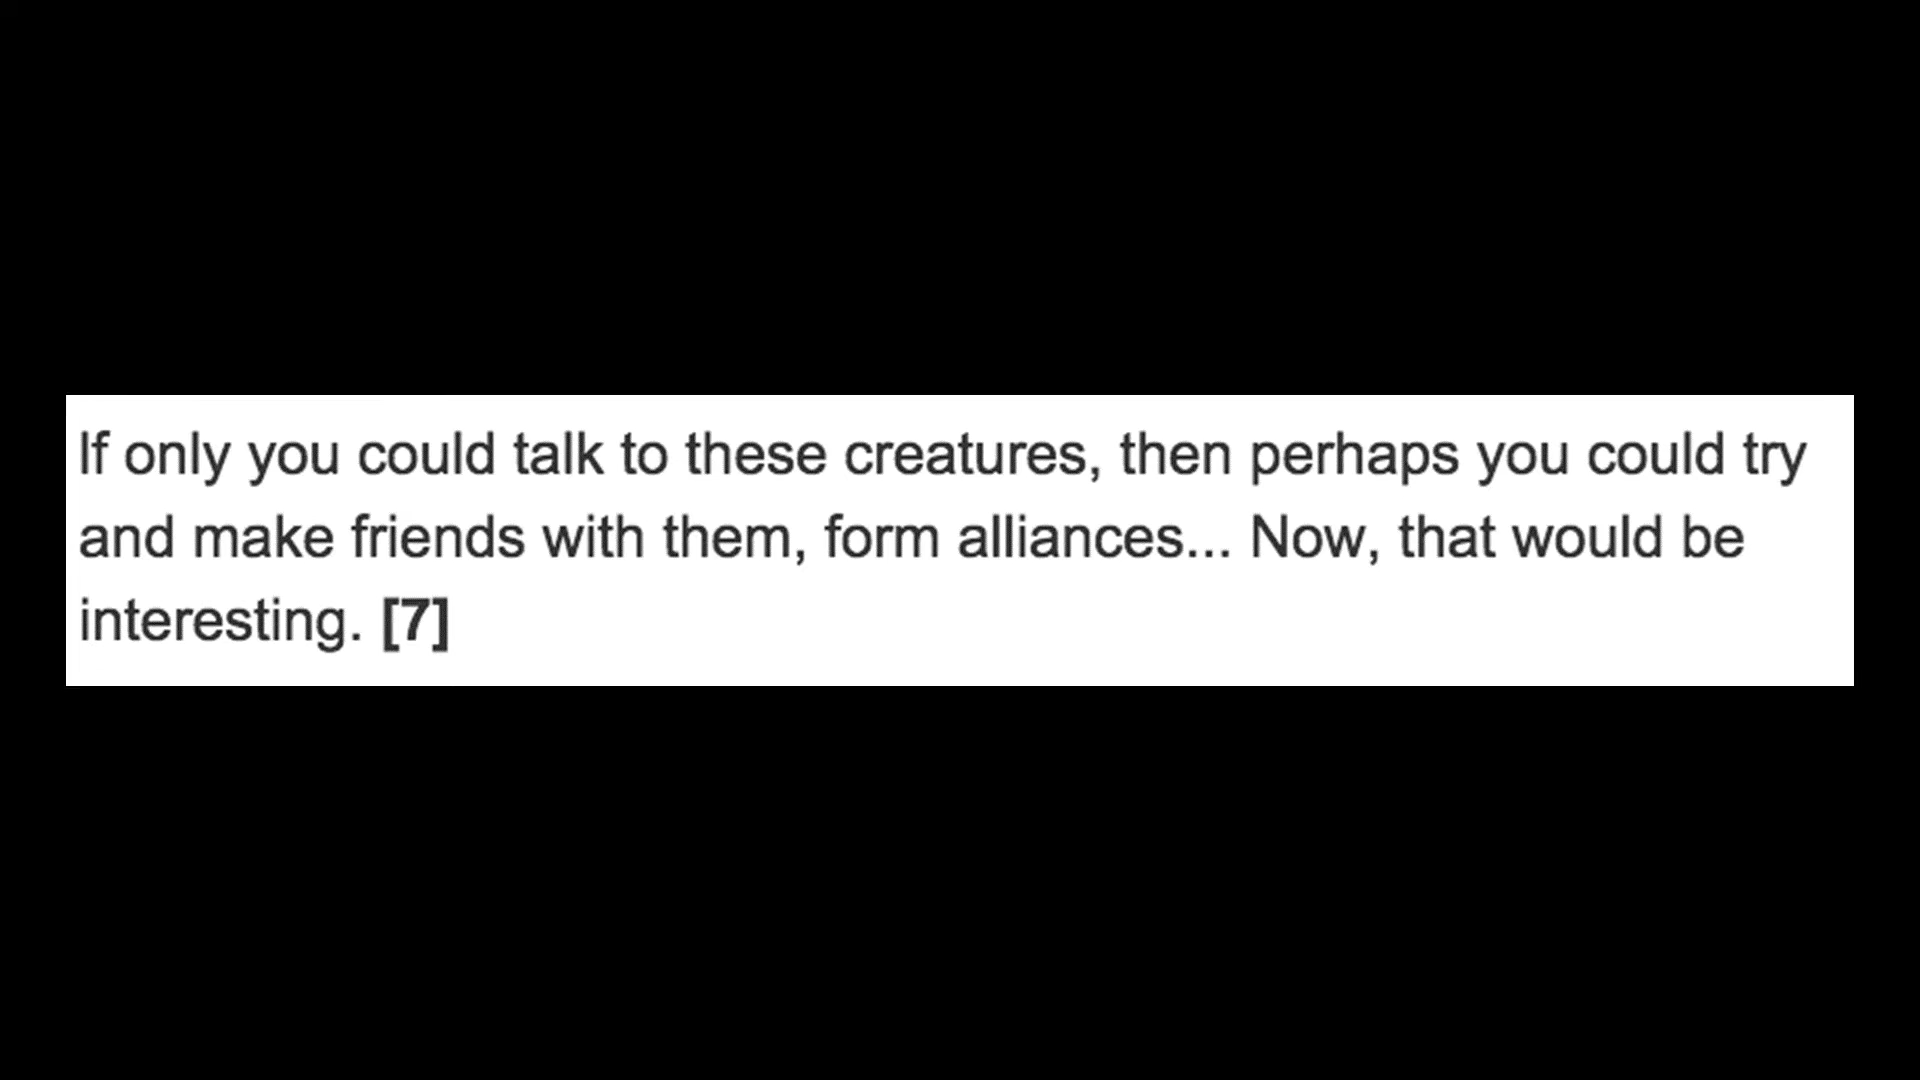 If only you could talk to these creatures, then perhaps you could try
and make friends with them, form alliances... Now, that would be
interesting. [7]